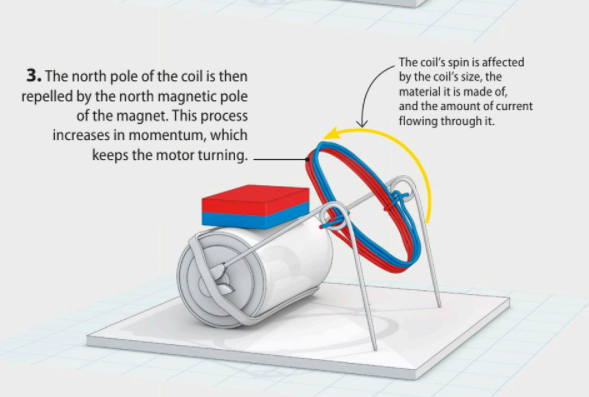 3. The north pole of the coil is then
repelled by the north magnetic pole
of the magnet. This process
increases in momentum, which
keeps the motor turning.
The coil's spin is affected
by the coil's size, the
material it is made of,
and the amount of current
flowing through it.